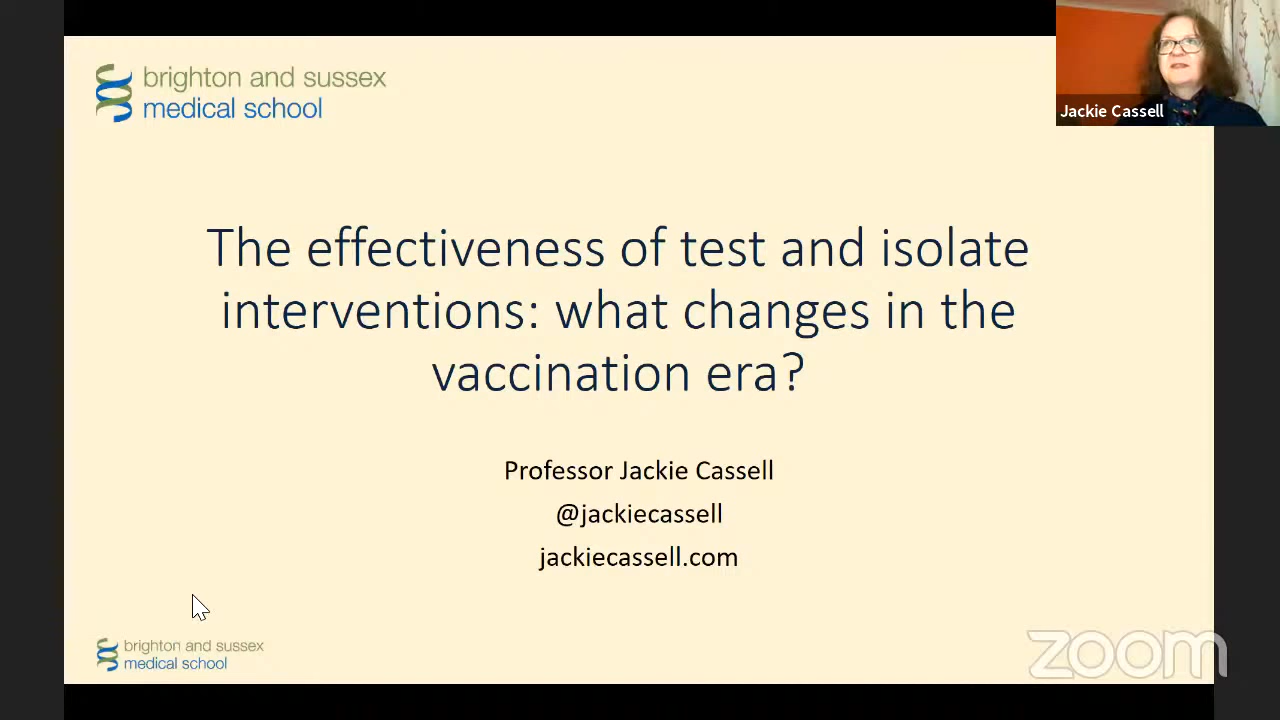 brighton and sussex
medical school
Jackie Cassell
The effectiveness of test and isolate
interventions: what changes in the
vaccination era?
Professor Jackie Cassell
@jackiecassell
jackiecassell.com
brighton and sussex
medical school
zoom